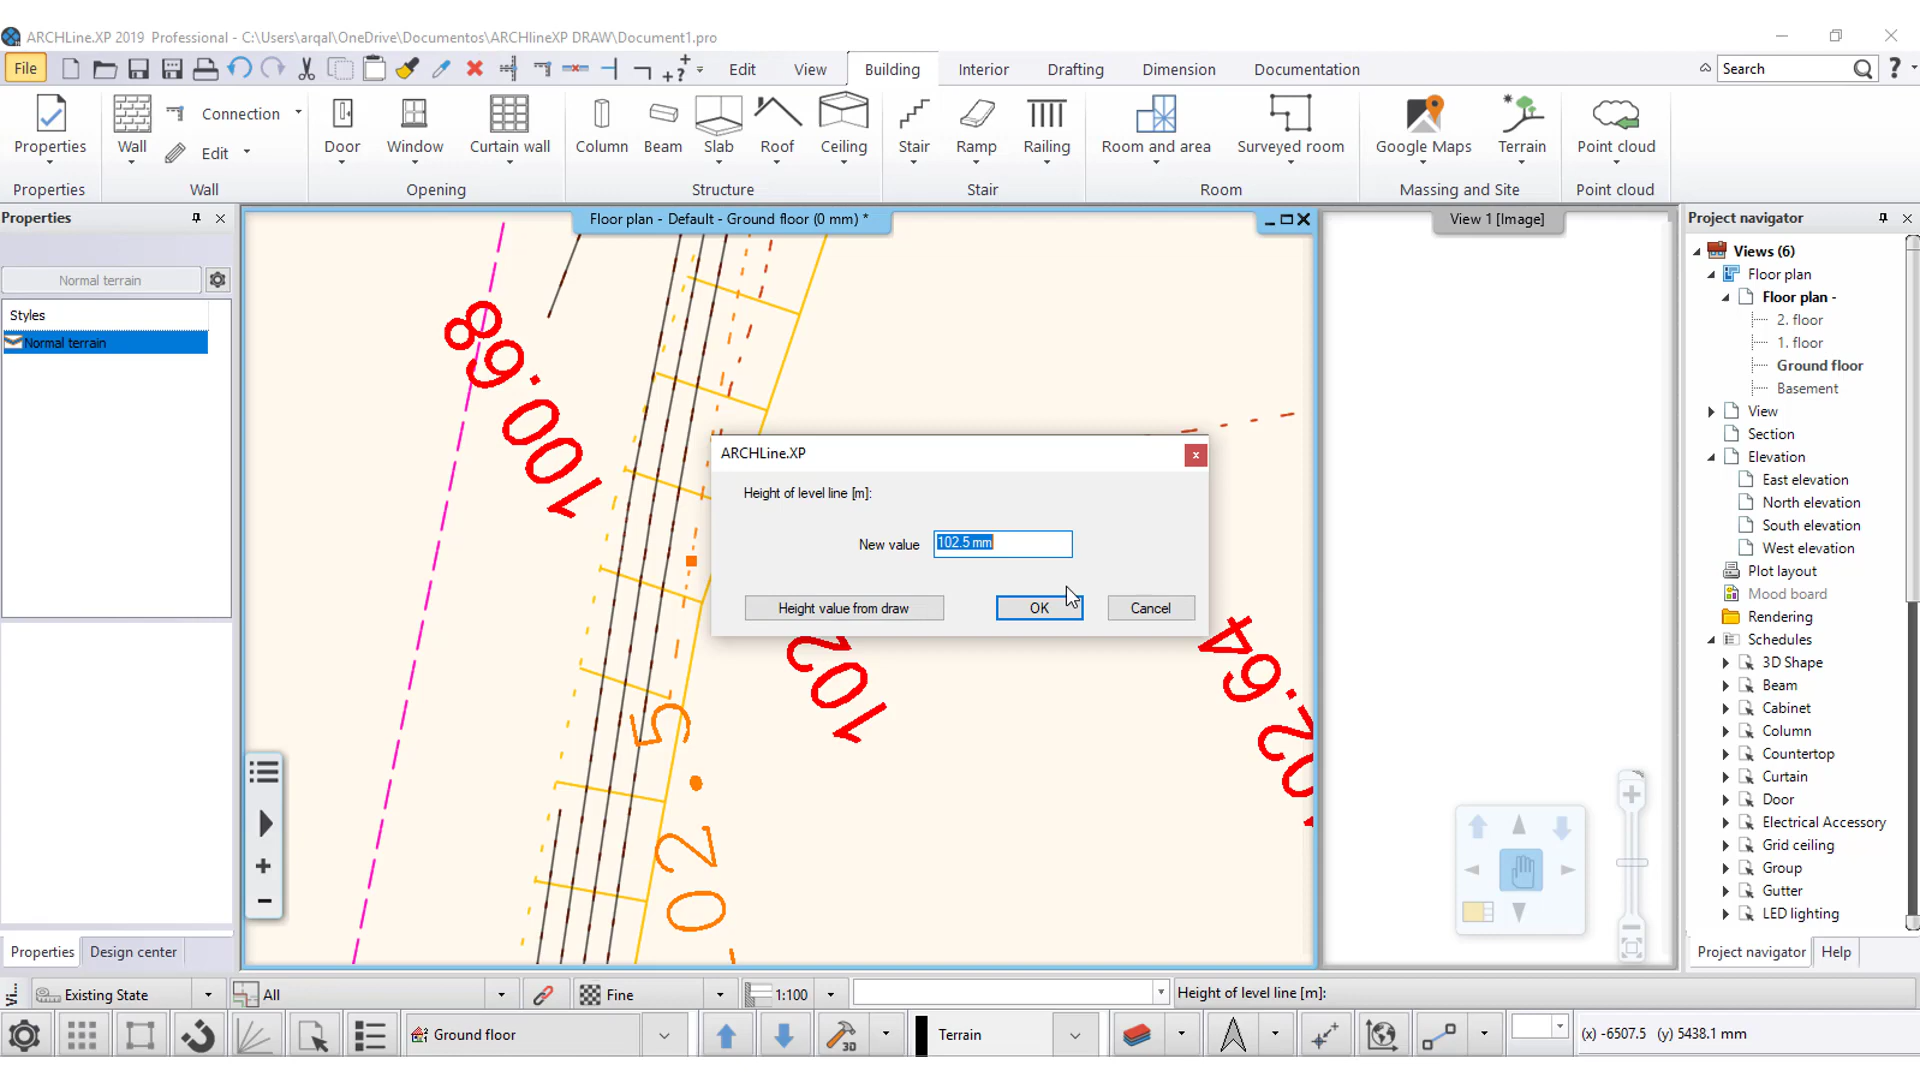 ARCHLine.XP 2019 Professional - C:\Users\arqal\OneDrive\Documentos\ARCHlineXP DRAW\Document1.pro
File
Edit View Building Interior Drafting Dimension Documentation
Search
Properties
Wall
Connection
Edit
Door
Window
Curtain wall
Column
Beam
Slab
Roof
Ceiling
Stair
Ramp
Railing
Room and area
Surveyed room
Google Maps
Terrain
Point cloud
Properties Wall Opening Structure Stair Room Massing and Site Point cloud
Properties
Normal terrain
Styles
Normal terrain
Properties Design center
Floor plan - Default - Ground floor (0 mm) *
View 1 [Image]
100.68
102
5.20
ARCHLine.XP
Height of level line [m]:
New value 102.5 mm
Height value from draw OK Cancel
Project navigator
Views (6)
Floor plan
Floor plan -
2. floor
1. floor
Ground floor
Basement
View
Section
Elevation
East elevation
North elevation
South elevation
West elevation
Plot layout
Mood board
Rendering
Schedules
3D Shape
Beam
Cabinet
Column
Countertop
Curtain
Door
Electrical Accessory
Grid ceiling
Group
Gutter
LED lighting
Project navigator Help
Existing State All Fine 1:100 Height of level line [m]:
Ground floor 3D Terrain (x) -6507.5 (y) 5438.1 mm